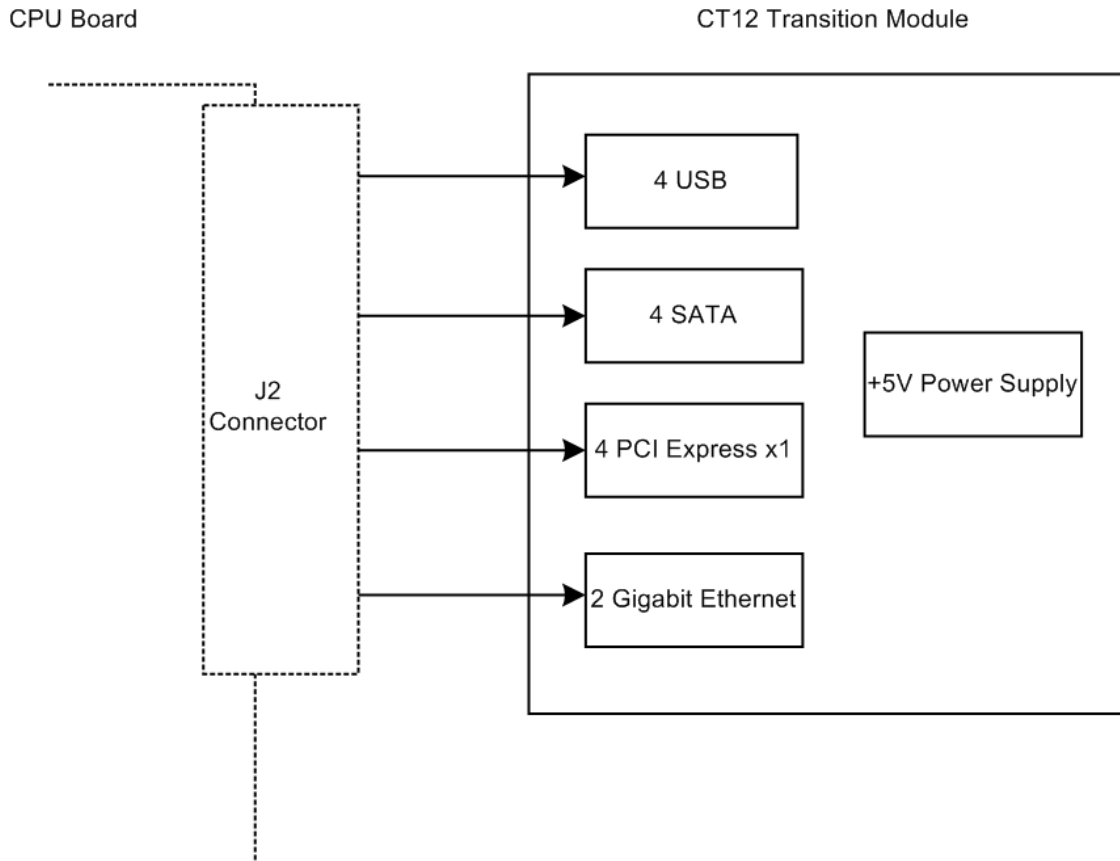 CPU Board
CT12 Transition Module
4 USB
4 SATA
+5V Power Supply
J2
Connector
4 PCI Express x1
2 Gigabit Ethernet